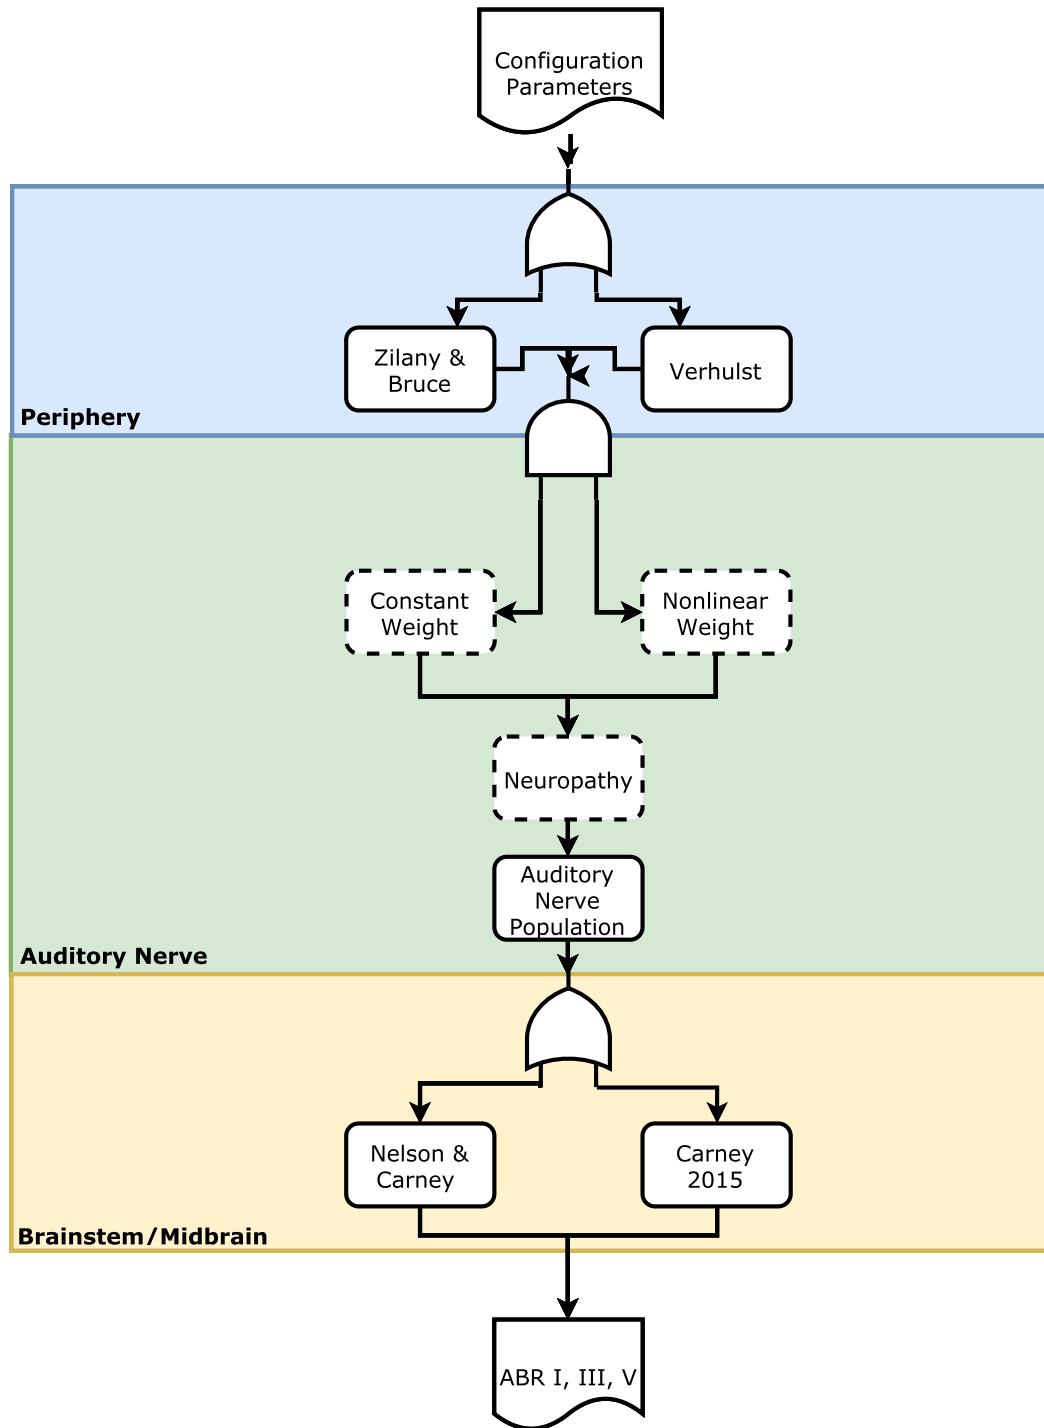 Configuration
Parameters
Zilany &
Bruce
Verhulst
Periphery
Constant
Weight
Nonlinear
Weight
Neuropathy
Auditory
Nerve
Population
Auditory Nerve
Nelson &
Carney
Carney
2015
Brainstem/Midbrain
ABR I, III, V